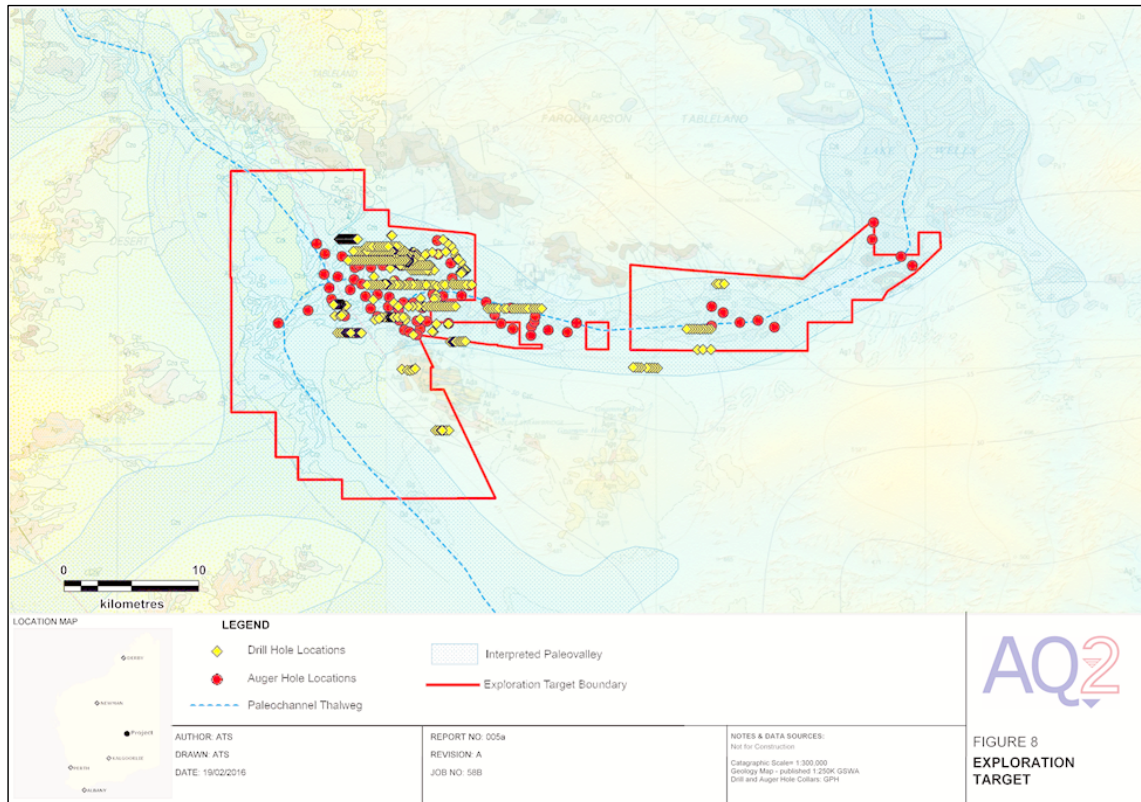 TABLELAND
FARQUHARSON TABLELAND
LAKE WELLS
DESERT
0 10
kilometres
LOCATION MAP
DERBY
NEWMAN
Project
KALGOORLIE
PERTH
ALBANY
LEGEND
Drill Hole Locations
Auger Hole Locations
Paleochannel Thalweg
Interpreted Paleovalley
Exploration Target Boundary
AUTHOR: ATS
DRAWN: ATS
DATE: 19/02/2016
REPORT NO: 005a
REVISION: A
JOB NO: 58B
NOTES & DATA SOURCES:
Not for Construction
Catagraphic Scale= 1:300,000
Geology Map - published 1:250K GSWA
Drill and Auger Hole Collars: GPH
AQ2
FIGURE 8
EXPLORATION
TARGET